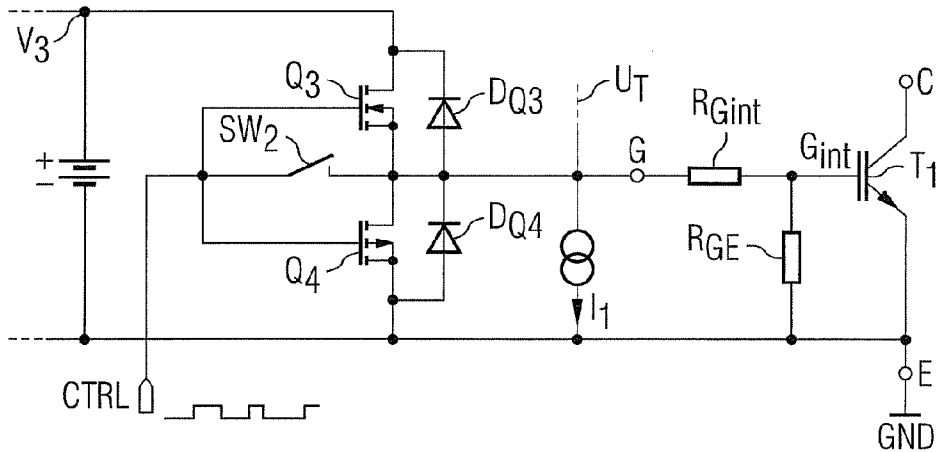 V3
Q3
DQ3
UT
RGint
C
SW2
G
Gint
T1
+
−
Q4
DQ4
RGE
I1
E
CTRL
GND